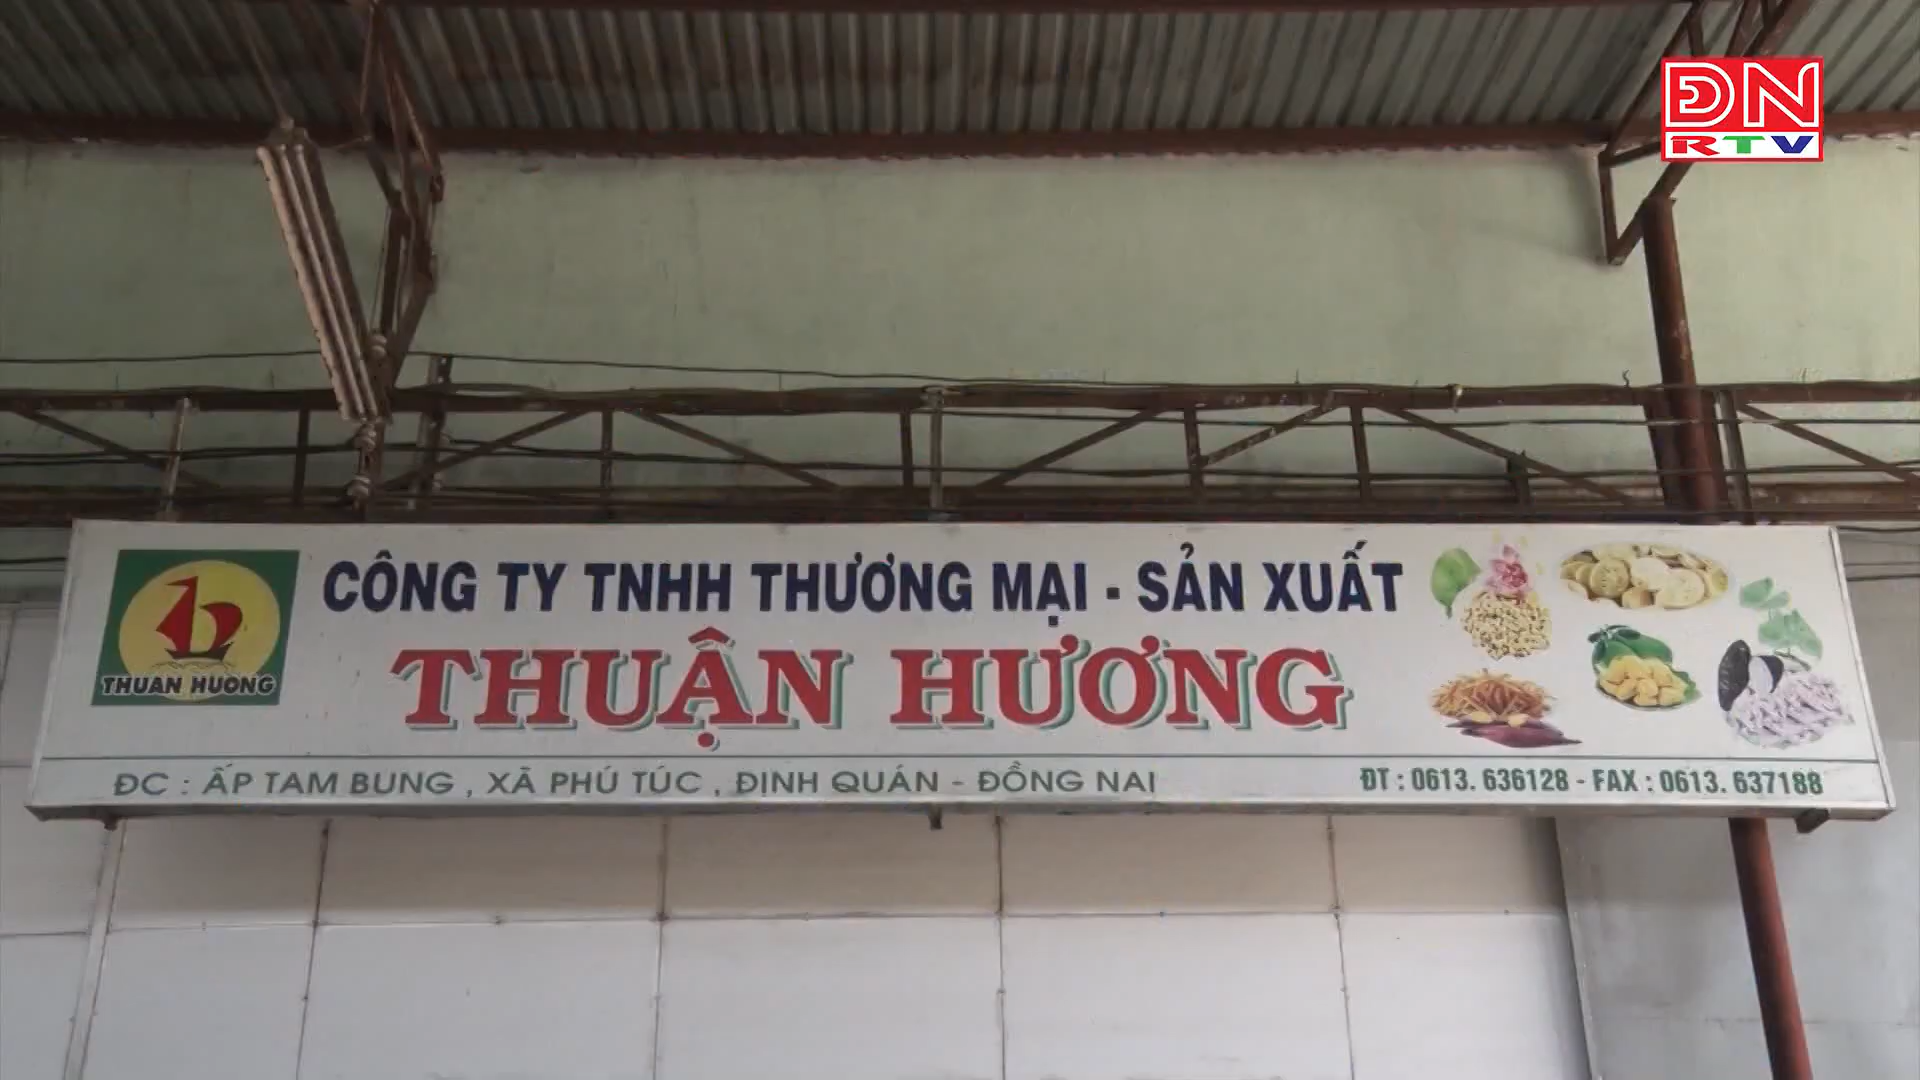 ĐN
RTV
CÔNG TY TNHH THƯƠNG MẠI - SẢN XUẤT
THUẬN HƯƠNG
THUAN HUONG
ĐC : ẤP TAM BUNG , XÃ PHÚ TÚC , ĐỊNH QUÁN - ĐỒNG NAI
ĐT : 0613. 636128 - FAX : 0613. 637188